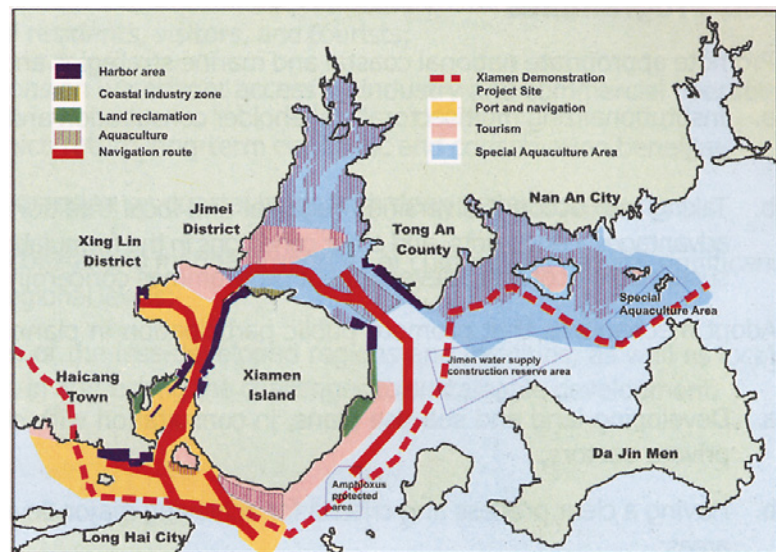 Harbor area
Coastal industry zone
Land reclamation
Aquaculture
Navigation route
Xiamen Demonstration
Project Site
Port and navigation
Tourism
Special Aquaculture Area
Nan An City
Jimei
District
Tong An
County
Xing Lin
District
Special
Aquaculture Area
Jimen water supply
construction reserve area
Haicang
Town
Xiamen
Island
Da Jin Men
Amphioxus
protected
area
Long Hai City